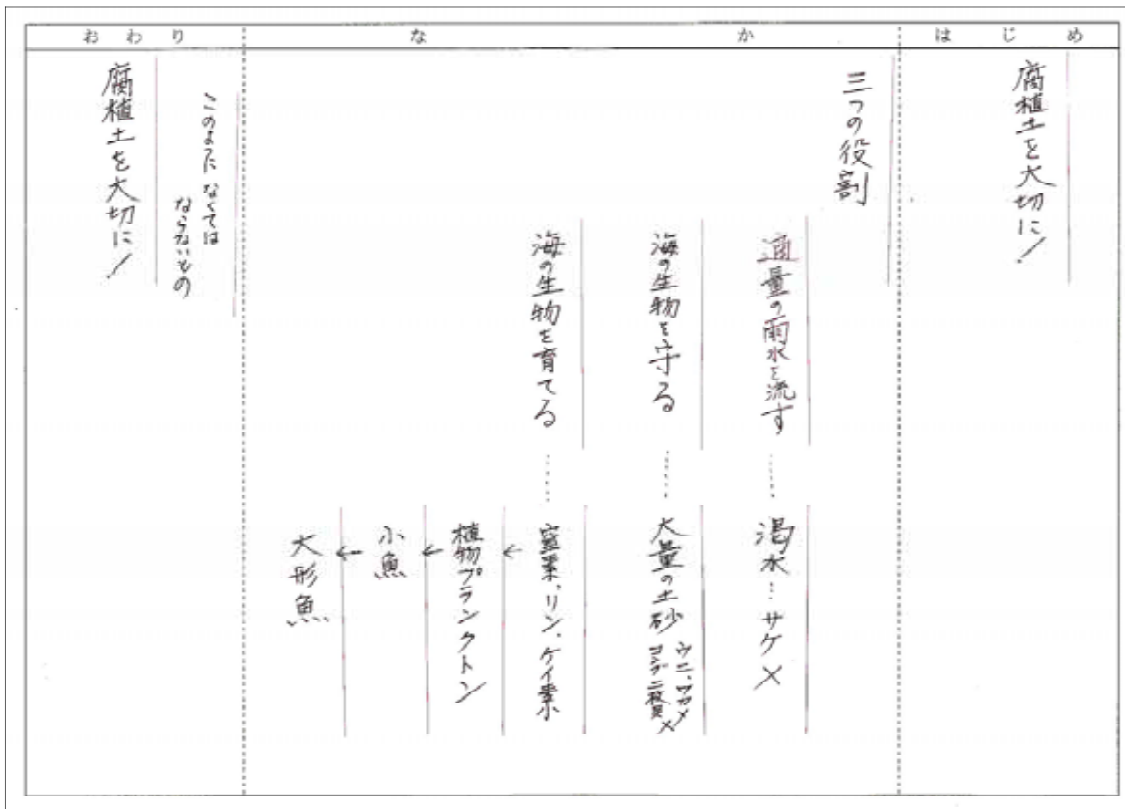 はじめ
腐植土を大切に!
なか
三つの役割
適量の雨水を流す
……
渇水…サケ×
海の生物を守る
……
大量の土砂
ウニ、ワカメ
コンブ 二枚貝×
海の生物を育てる
……
窒素、リン、ケイ素
↓
植物プランクトン
↓
小魚
↓
大形魚
おわり
このようになくては
ならないもの
腐植土を大切に!